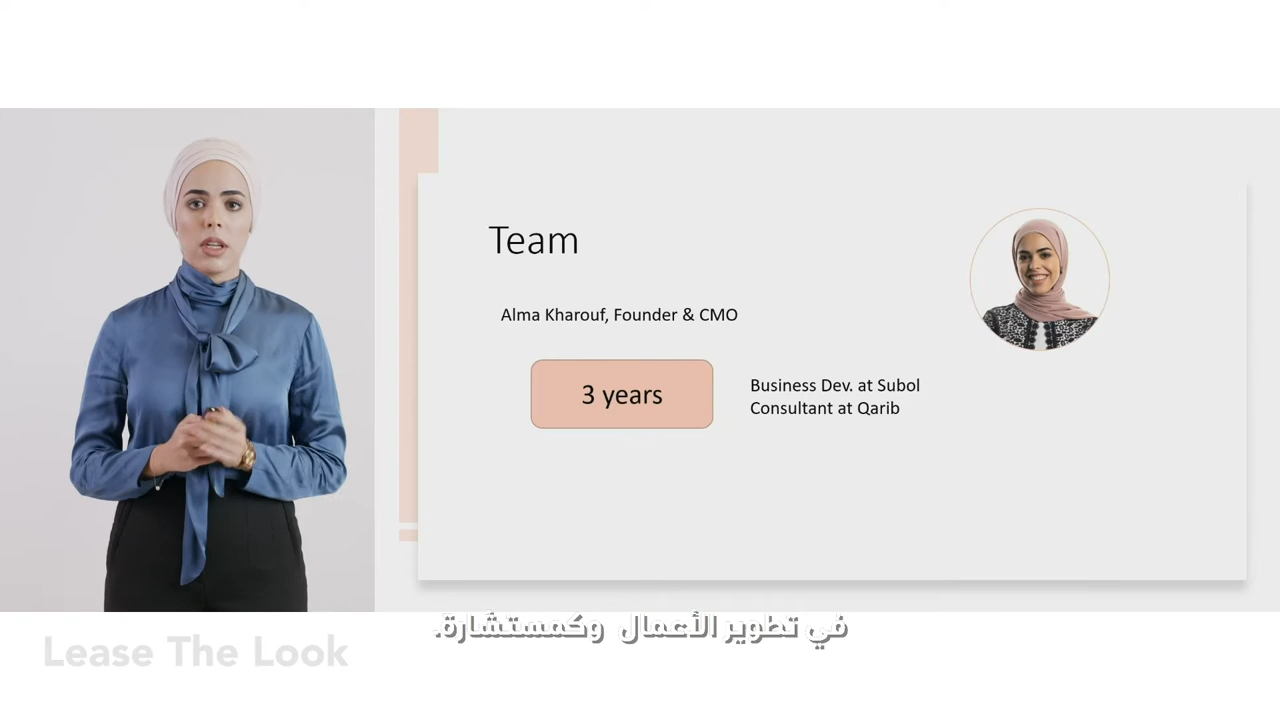 Team
Alma Kharouf, Founder & CMO
3 years
Business Dev. at Subol
Consultant at Qarib
في تطوير الأعمال وكمستشارة.
Lease The Look